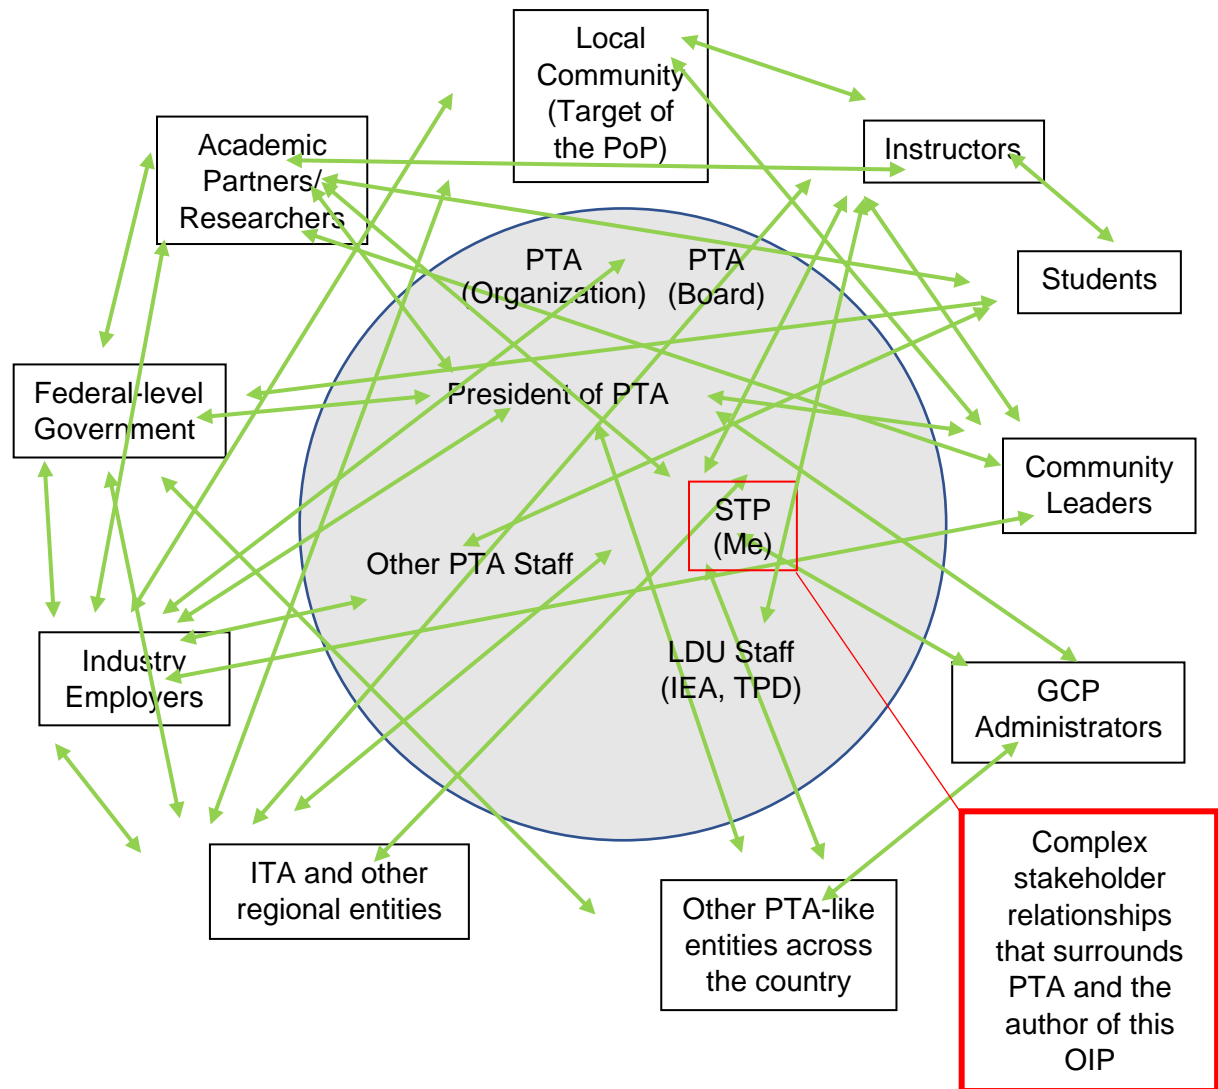 Local
Community
(Target of
the PoP)
Academic
Partners/
Researchers
Instructors
PTA
(Organization)
PTA
(Board)
Students
Federal-level
Government
President of PTA
Community
Leaders
STP
(Me)
Other PTA Staff
Industry
Employers
LDU Staff
(IEA, TPD)
GCP
Administrators
ITA and other
regional entities
Other PTA-like
entities across
the country
Complex
stakeholder
relationships
that surrounds
PTA and the
author of this
OIP